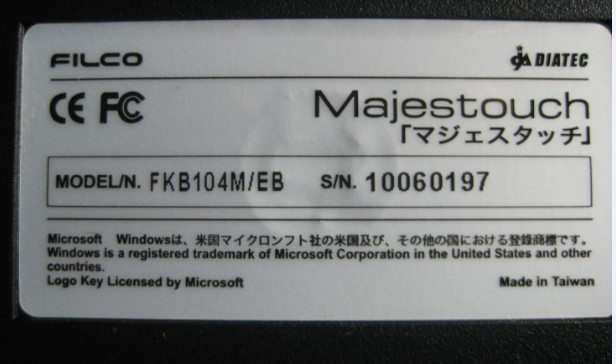 FILCO
DIATEC
CE FC
Majestouch
「マジェスタッチ」
MODEL/N. FKB104M/EB S/N. 10060197
Microsoft Windowsは、米国マイクロンフト社の米国及び、その他の国における登録商標です。
Windows is a registered trademark of Microsoft Corporation in the United States and other
countries.
Logo Key Licensed by Microsoft
Made in Taiwan